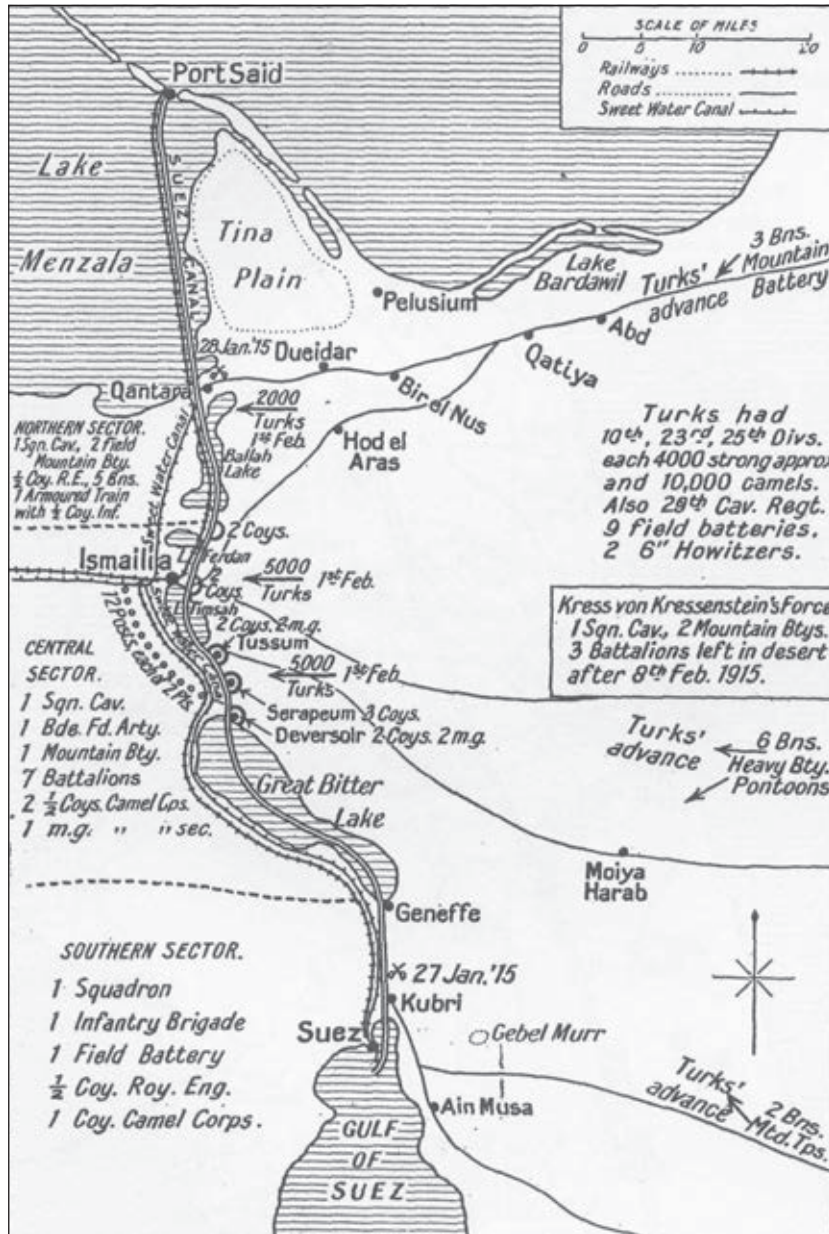 SCALE OF MILES
0 5 10 20
Railways
Roads
Sweet Water Canal
Port Said
Lake
Menzala
SUEZ CANAL
Tina
Plain
Pelusium
Lake
Bardawil
Turks'
advance
3 Bns.
Mountain
Battery
Abd
Qatiya
28 Jan.'15
Dueidar
Qantara
Bir el Nus
2000
Turks
1st Feb.
Hod el
Aras
Ballah
Lake
Sweet Water Canal
NORTHERN SECTOR.
1 Sqn. Cav., 2 Field
Mountain Bty.
½ Coy. R.E., 5 Bns.
1 Armoured Train
with ½ Coy. Inf.
Turks had
10th, 23rd, 25th Divs.
each 4000 strong approx
and 10,000 camels.
Also 29th Cav. Regt.
9 field batteries.
2 6" Howitzers.
2 Coys.
Ferdan
Ismailia
2
Coys
5000
Turks
1st Feb.
L. Timsah
2 Coys. 2 m.g.
Tussum
5000
Turks
1st Feb
Serapeum 3 Coys.
Deversoir 2 Coys. 2 m.g.
12 Posts, each 2 Pls.
Kress von Kressenstein's Force
1 Sqn. Cav., 2 Mountain Btys.
3 Battalions left in desert
after 8th Feb. 1915.
CENTRAL
SECTOR.
1 Sqn. Cav.
1 Bde. Fd. Arty.
1 Mountain Bty.
7 Battalions
2 ½ Coys. Camel Cps.
1 m.g. " " sec.
Turks'
advance
6 Bns.
Heavy Bty.
Pontoons
Great Bitter
Lake
Moiya
Harab
Geneffe
SOUTHERN SECTOR.
1 Squadron
1 Infantry Brigade
1 Field Battery
½ Coy. Roy. Eng.
1 Coy. Camel Corps.
27 Jan.'15
Kubri
Suez
Gebel Murr
Ain Musa
Turks'
advance
2 Bns.
Mtd. Tps.
GULF
OF
SUEZ